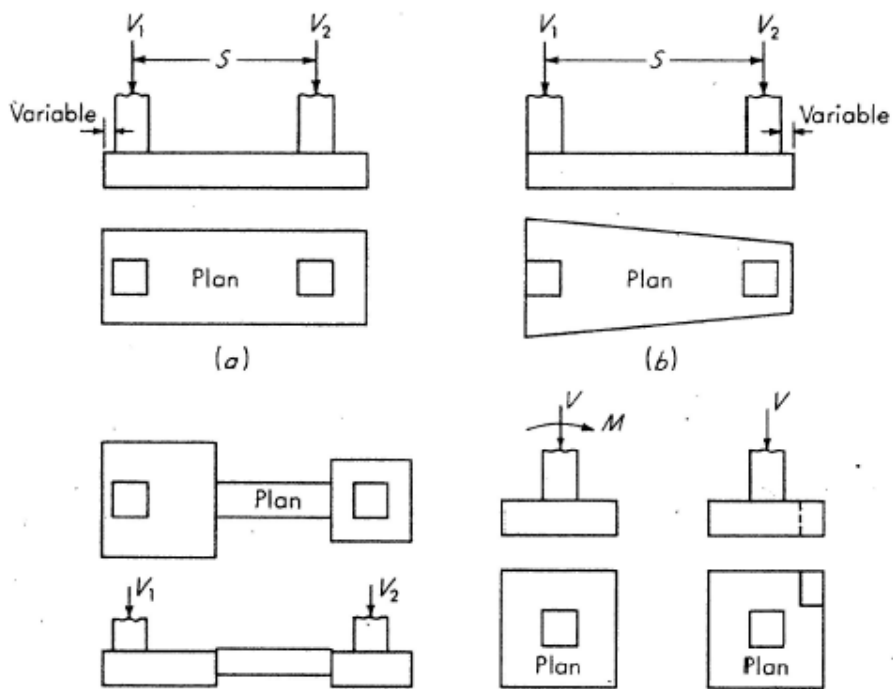 V₁ V₂
S
Variable
Plan
(a)
V₁ V₂
S
Variable
Plan
(b)
Plan
V₁ V₂
V M
Plan
V
Plan